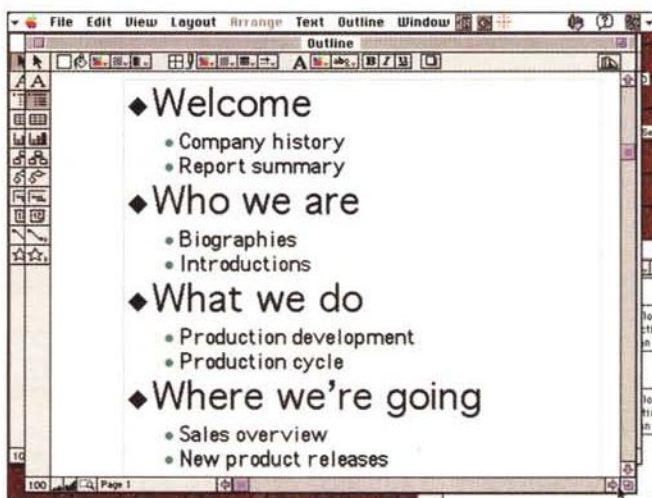 File Edit View Layout Arrange Text Outline Window
Outline
A abc B I U
A A
◆Welcome
• Company history
• Report summary
◆Who we are
• Biographies
• Introductions
◆What we do
• Production development
• Production cycle
◆Where we're going
• Sales overview
• New product releases
10
100 Page 1